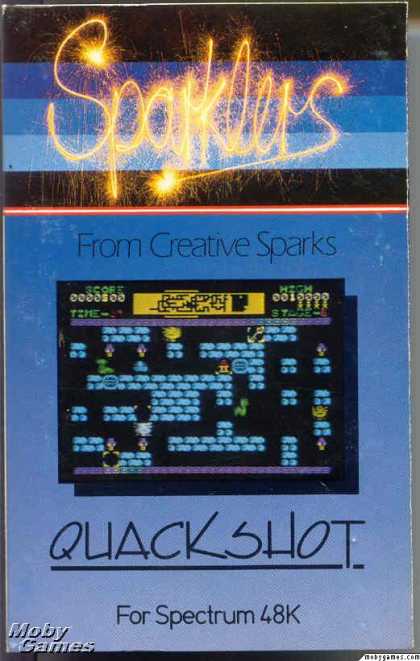 Sparklers
From Creative Sparks
SCORE HIGH
TIME- STAGE-
QUACKSHOT
For Spectrum 48K
Moby
Games
mobygames.com